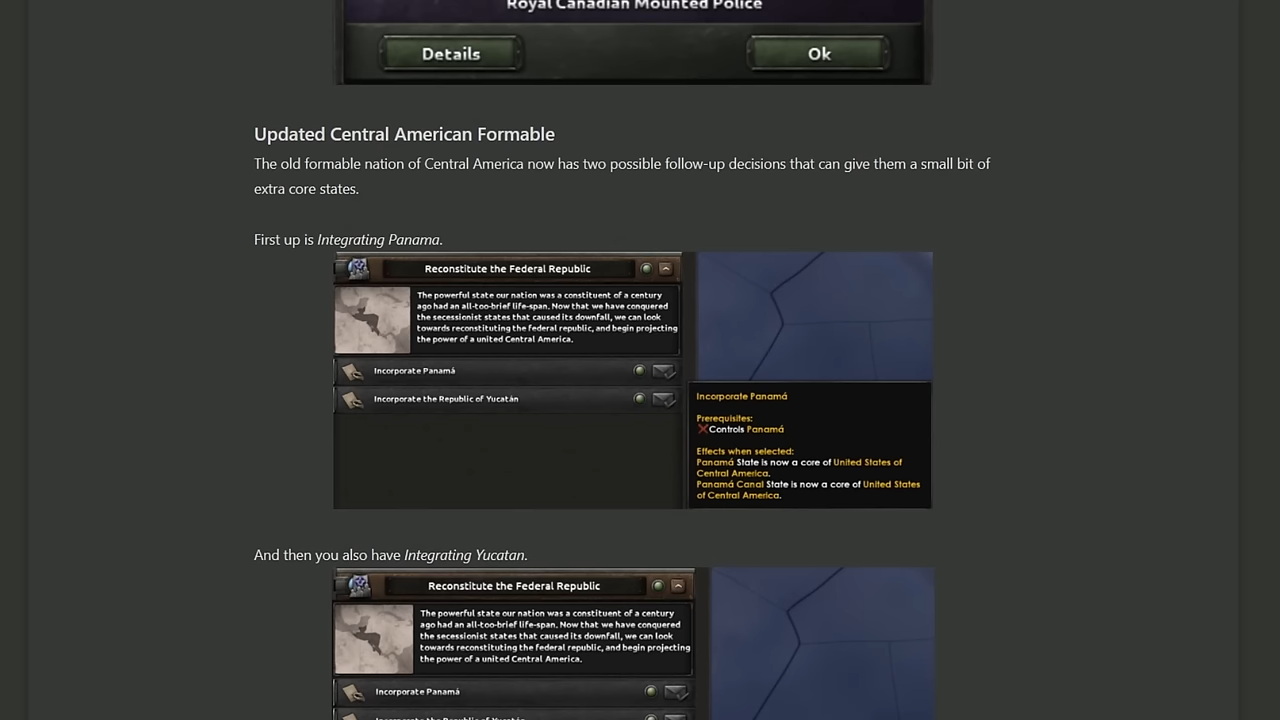 Royal Canadian Mounted Police
Details
Ok
Updated Central American Formable
The old formable nation of Central America now has two possible follow-up decisions that can give them a small bit of
extra core states.
First up is Integrating Panama.
Reconstitute the Federal Republic
The powerful state our nation was a constituent of a century
ago had an all-too-brief life-span. Now that we have conquered
the secessionist states that caused its downfall, we can look
towards reconstituting the federal republic, and begin projecting
the power of a united Central America.
Incorporate Panamá
Incorporate the Republic of Yucatán
Incorporate Panamá
Prerequisites:
Controls Panamá
Effects when selected:
Panamá State is now a core of United States of
Central America.
Panamá Canal State is now a core of United States
of Central America.
And then you also have Integrating Yucatan.
Reconstitute the Federal Republic
The powerful state our nation was a constituent of a century
ago had an all-too-brief life-span. Now that we have conquered
the secessionist states that caused its downfall, we can look
towards reconstituting the federal republic, and begin projecting
the power of a united Central America.
Incorporate Panamá
Incorporate the Republic of Yucatán